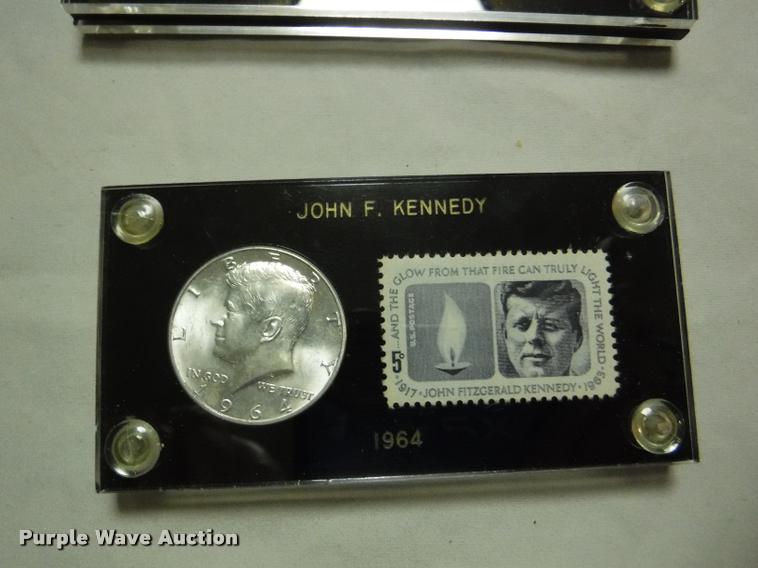 JOHN F. KENNEDY
LIBERTY
IN GOD WE TRUST
1964
...AND THE GLOW FROM THAT FIRE CAN TRULY LIGHT THE WORLD
U.S. POSTAGE
5c
1917 • JOHN FITZGERALD KENNEDY • 1963
1964
Purple Wave Auction